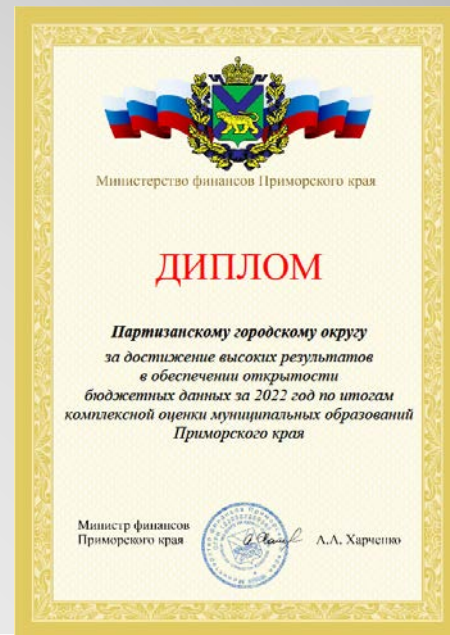 Министерство финансов Приморского края
ДИПЛОМ
Партизанскому городскому округу
за достижение высоких результатов
в обеспечении открытости
бюджетных данных за 2022 год по итогам
комплексной оценки муниципальных образований
Приморского края
Министр финансов
Приморского края
А.А. Харченко